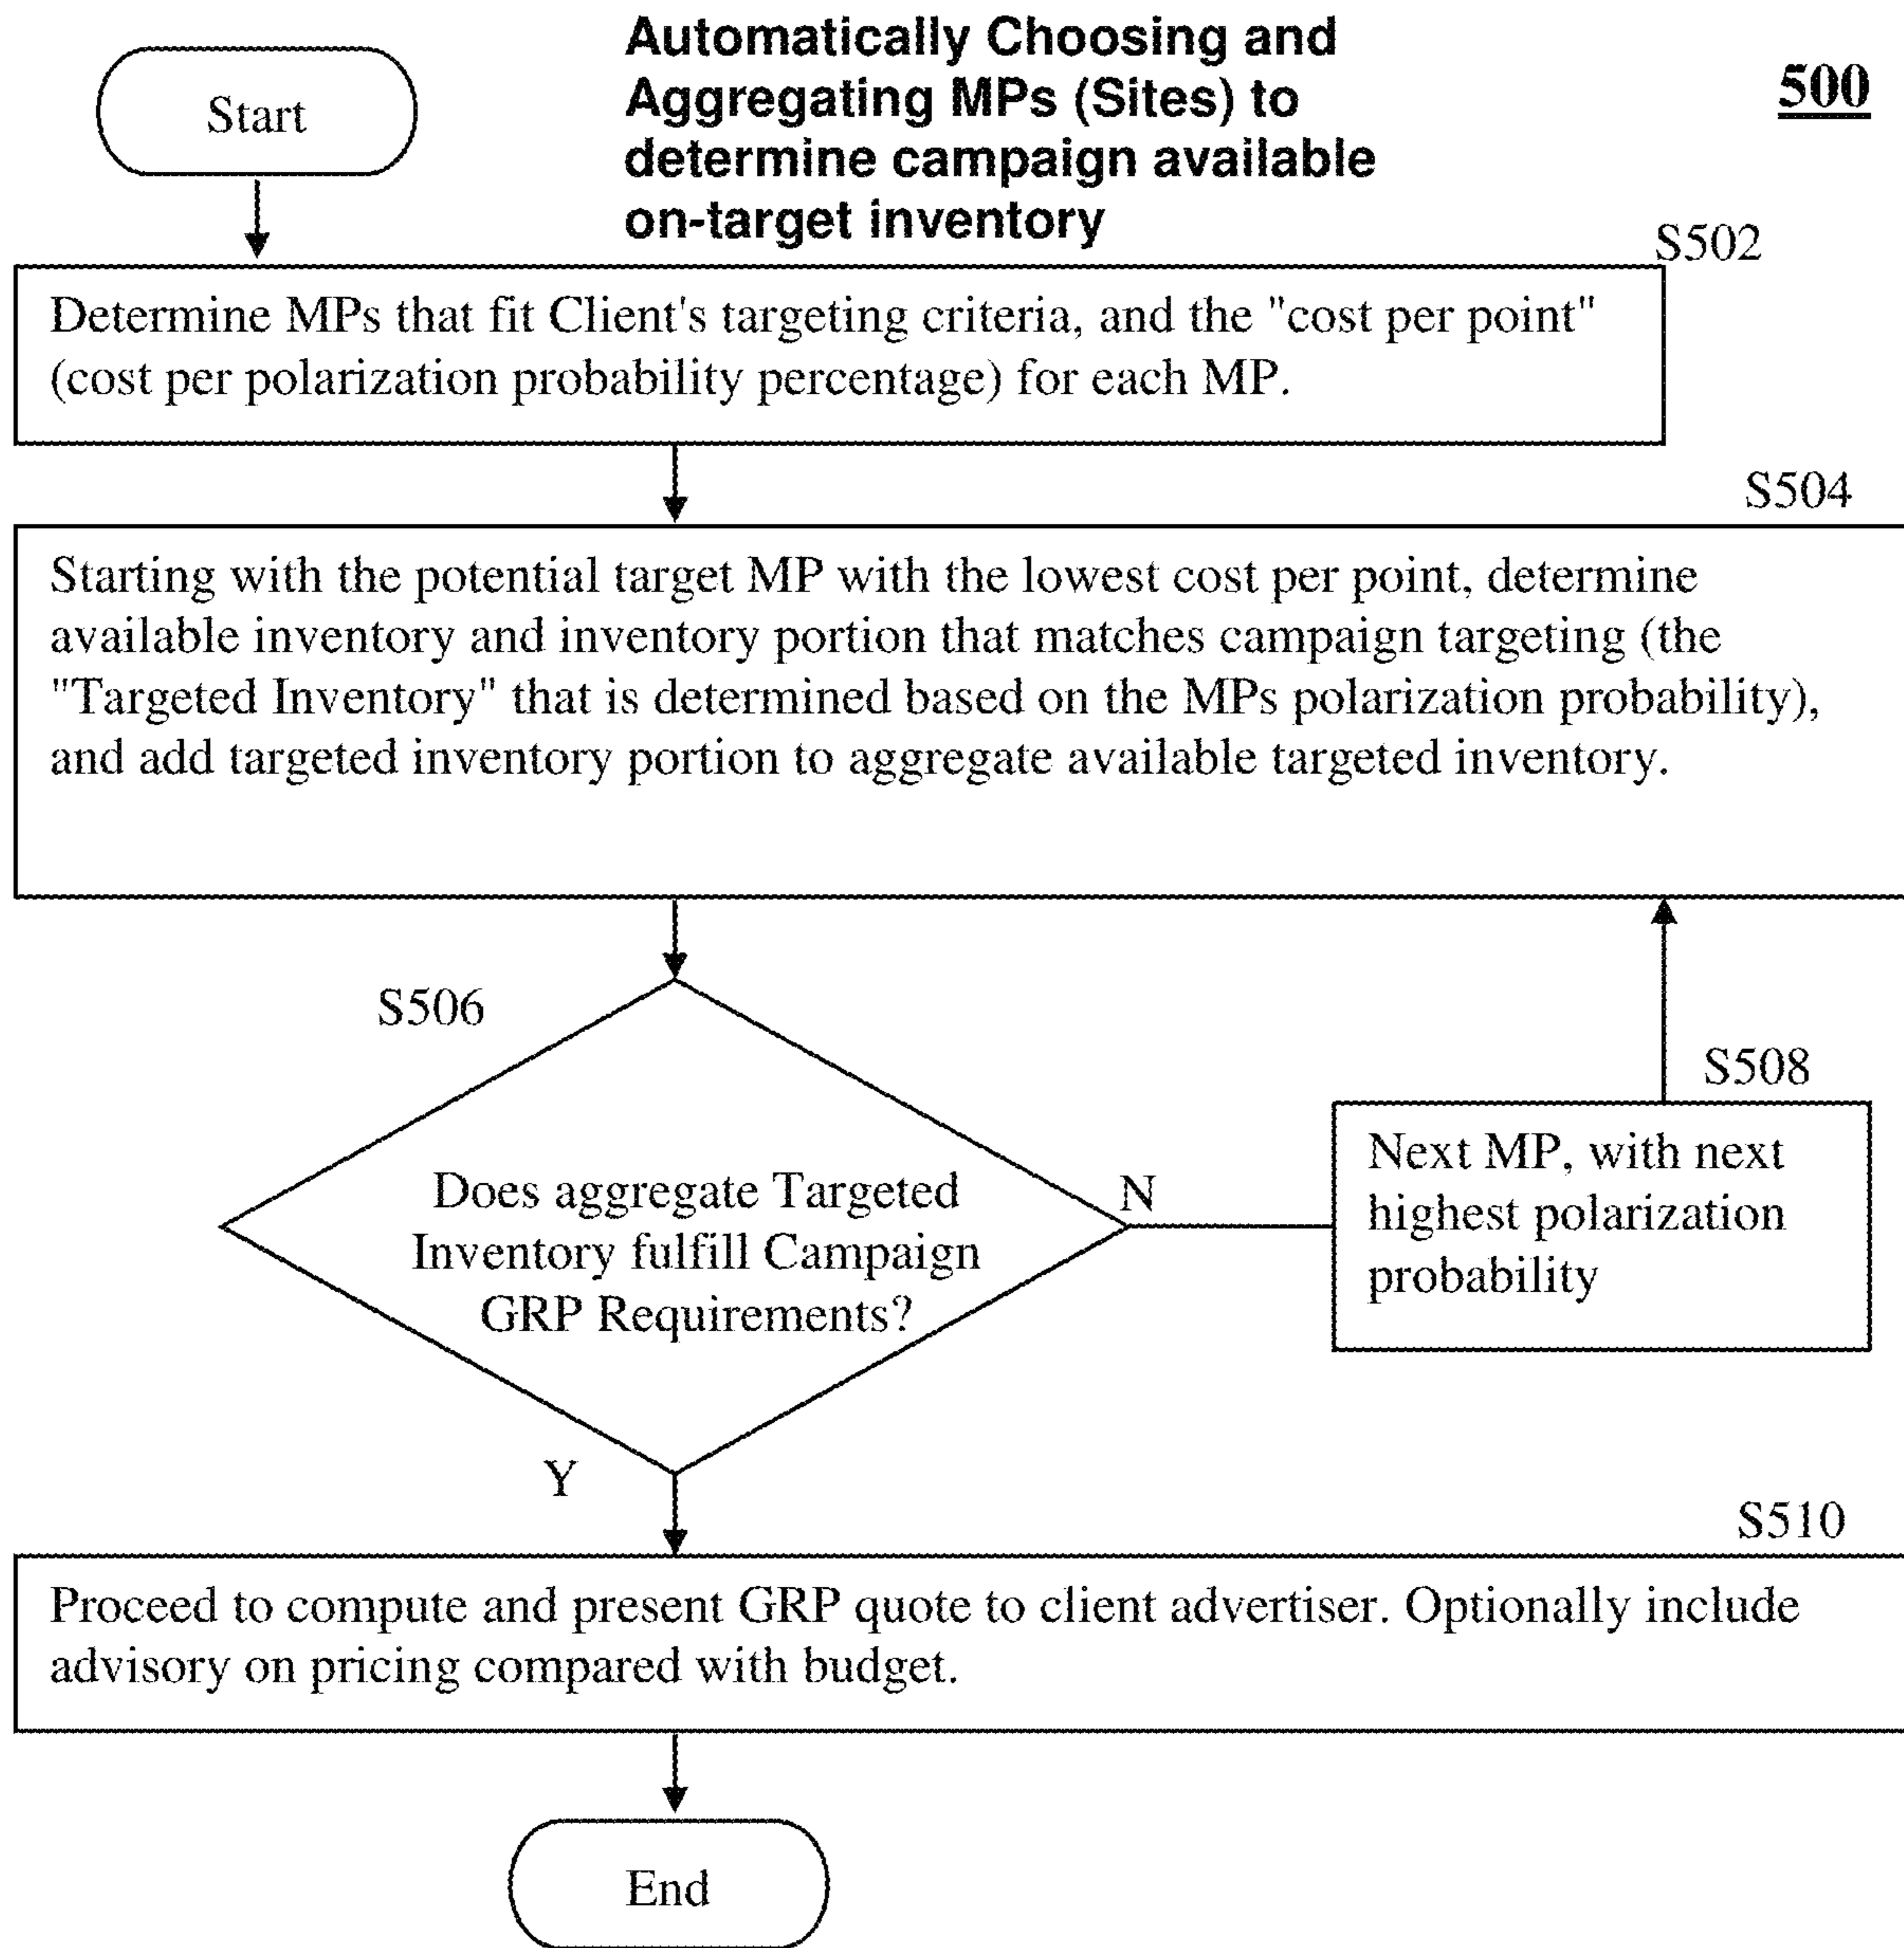 Automatically Choosing and
Aggregating MPs (Sites) to
determine campaign available
on-target inventory
500
Start
S502
Determine MPs that fit Client's targeting criteria, and the "cost per point"
(cost per polarization probability percentage) for each MP.
S504
Starting with the potential target MP with the lowest cost per point, determine
available inventory and inventory portion that matches campaign targeting (the
"Targeted Inventory" that is determined based on the MPs polarization probability),
and add targeted inventory portion to aggregate available targeted inventory.
S506
Does aggregate Targeted
Inventory fulfill Campaign
GRP Requirements?
N
S508
Next MP, with next
highest polarization
probability
Y
S510
Proceed to compute and present GRP quote to client advertiser. Optionally include
advisory on pricing compared with budget.
End